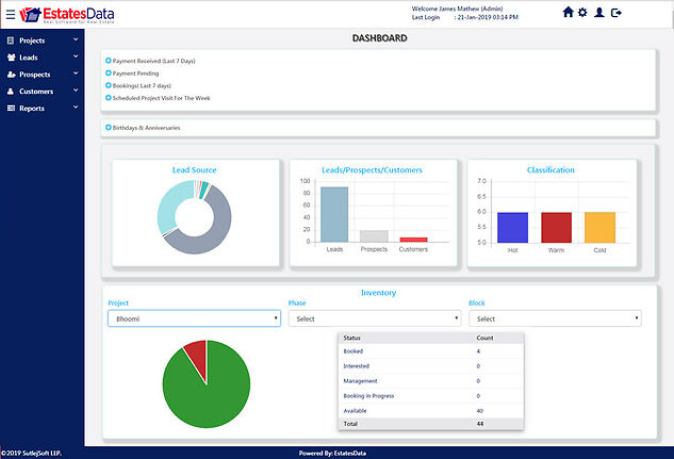 EstatesData
Real Software for Real Estate
Welcome James Mathew (Admin)
Last Login : 21-Jan-2019 03:14 PM
Projects
Leads
Prospects
Customers
Reports
DASHBOARD
Payment Received (Last 7 Days)
Payment Pending
Bookings( Last 7 days)
Scheduled Project Visit For The Week
Birthdays & Anniversaries
Lead Source
Leads/Prospects/Customers
100
80
60
40
20
0
Leads Prospects Customers
Classification
7.0
6.5
6.0
5.5
5.0
Hot Warm Cold
Inventory
Project Phase Block
Bhoomi Select Select
Status Count
Booked 4
Interested 0
Management 0
Booking in Progress 0
Available 40
Total 44
©2019 SutlejSoft LLP. Powered By: EstatesData